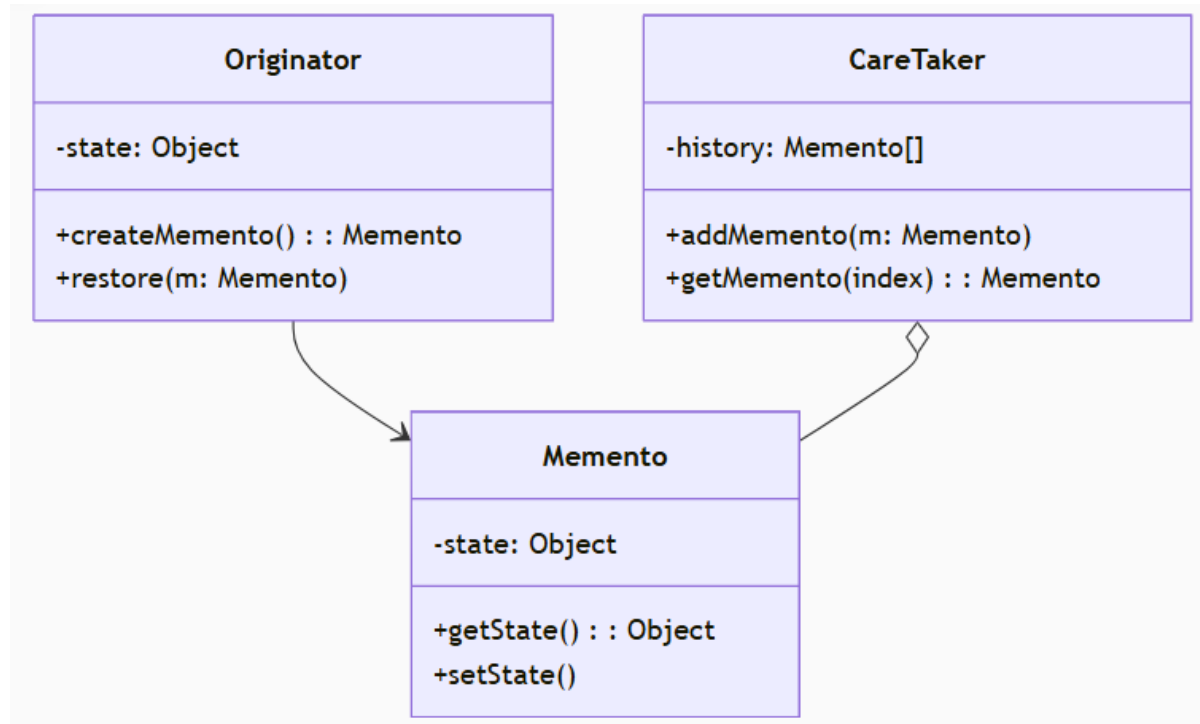 Originator
-state: Object
+createMemento() : : Memento
+restore(m: Memento)
CareTaker
-history: Memento[]
+addMemento(m: Memento)
+getMemento(index) : : Memento
Memento
-state: Object
+getState() : : Object
+setState()